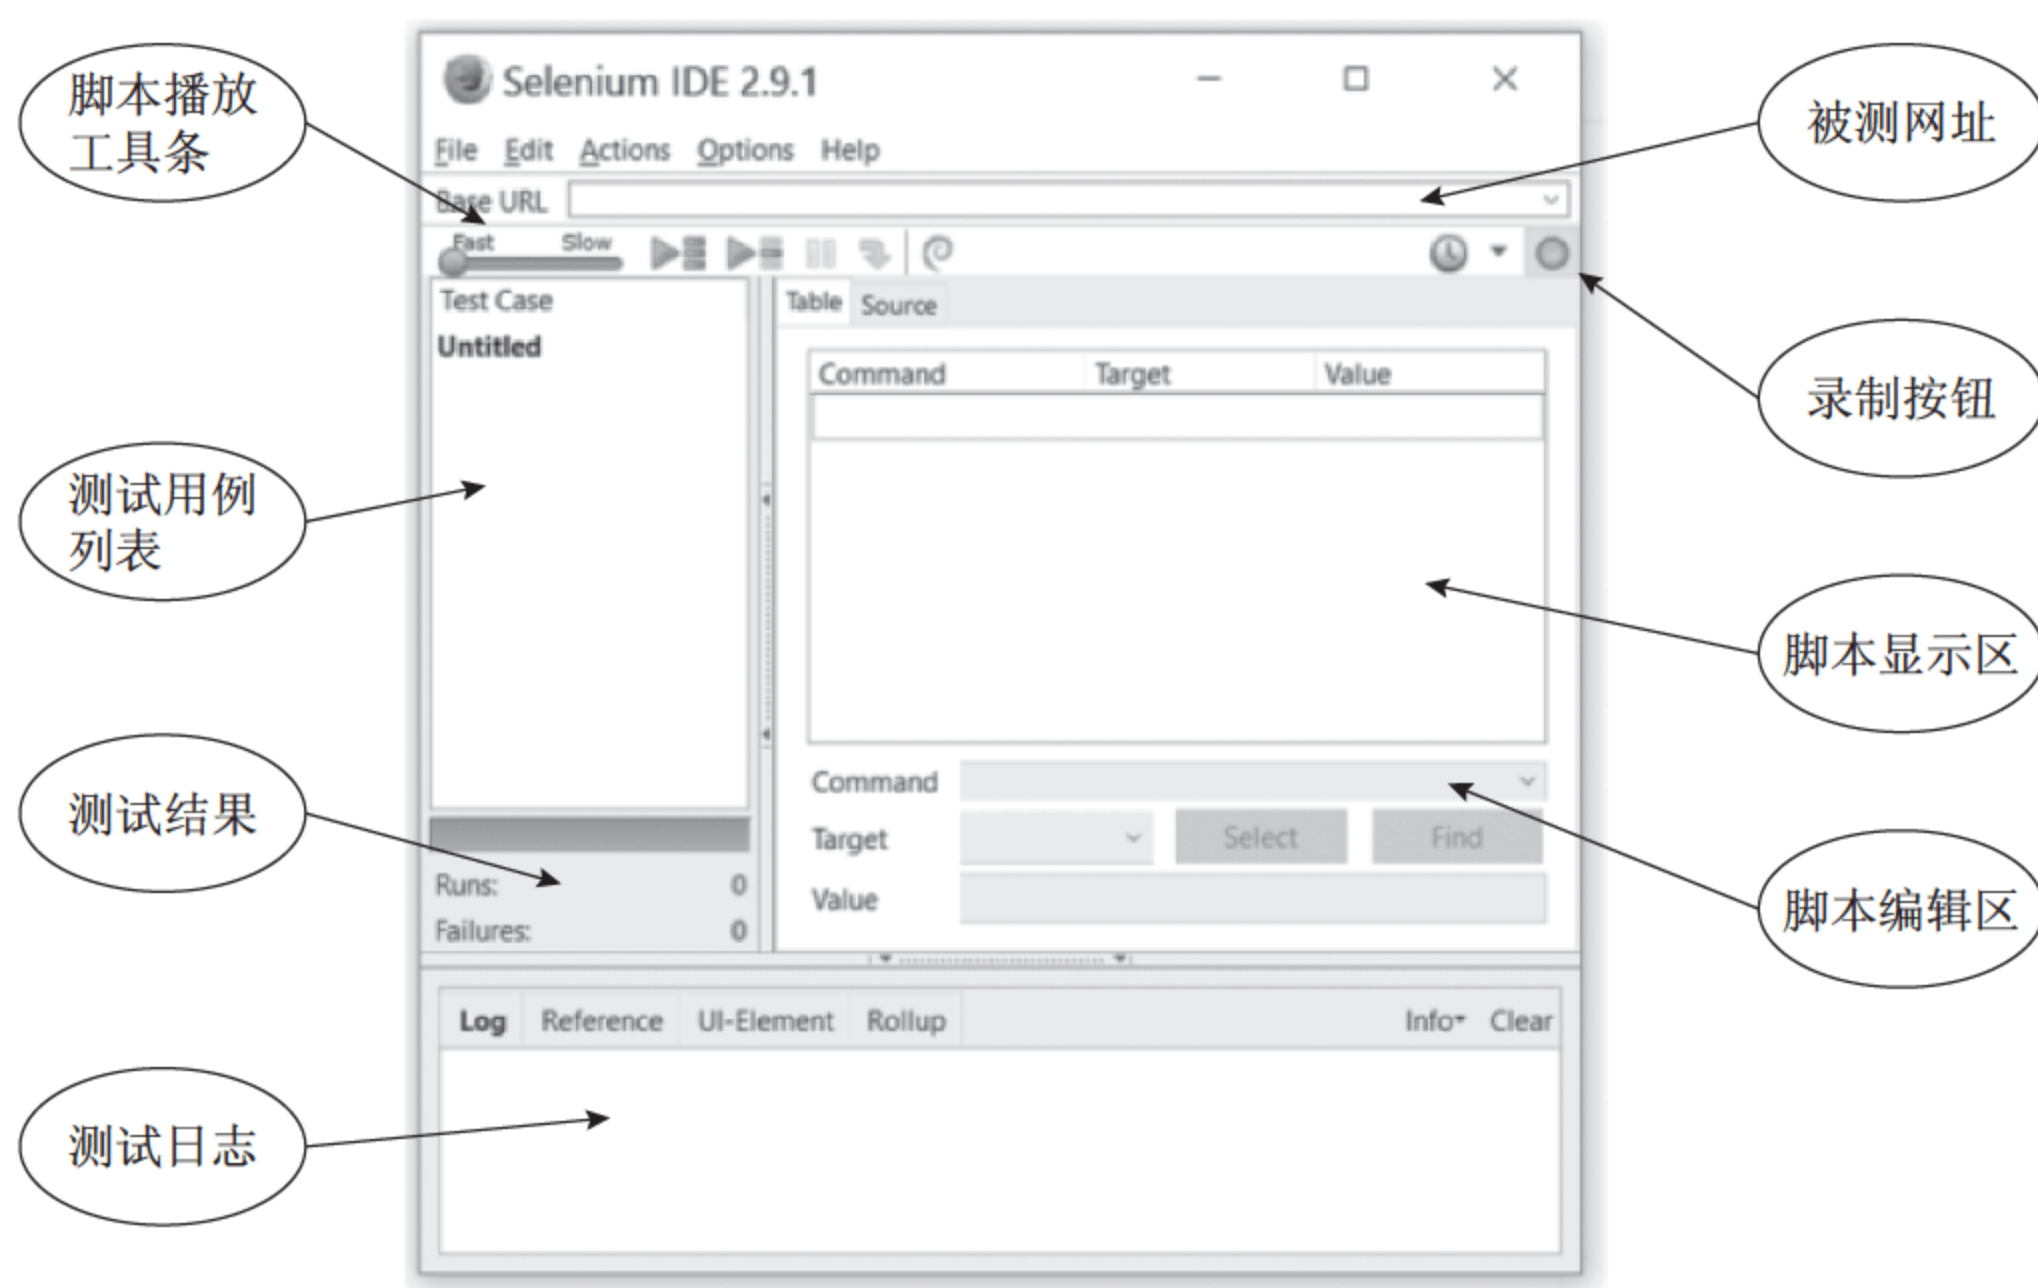 脚本播放
工具条
测试用例
列表
测试结果
测试日志
Selenium IDE 2.9.1
File Edit Actions Options Help
Base URL
Fast Slow
Test Case
Untitled
Table Source
Command Target Value
Command
Target Select Find
Value
Runs: 0
Failures: 0
Log Reference UI-Element Rollup Info Clear
被测网址
录制按钮
脚本显示区
脚本编辑区